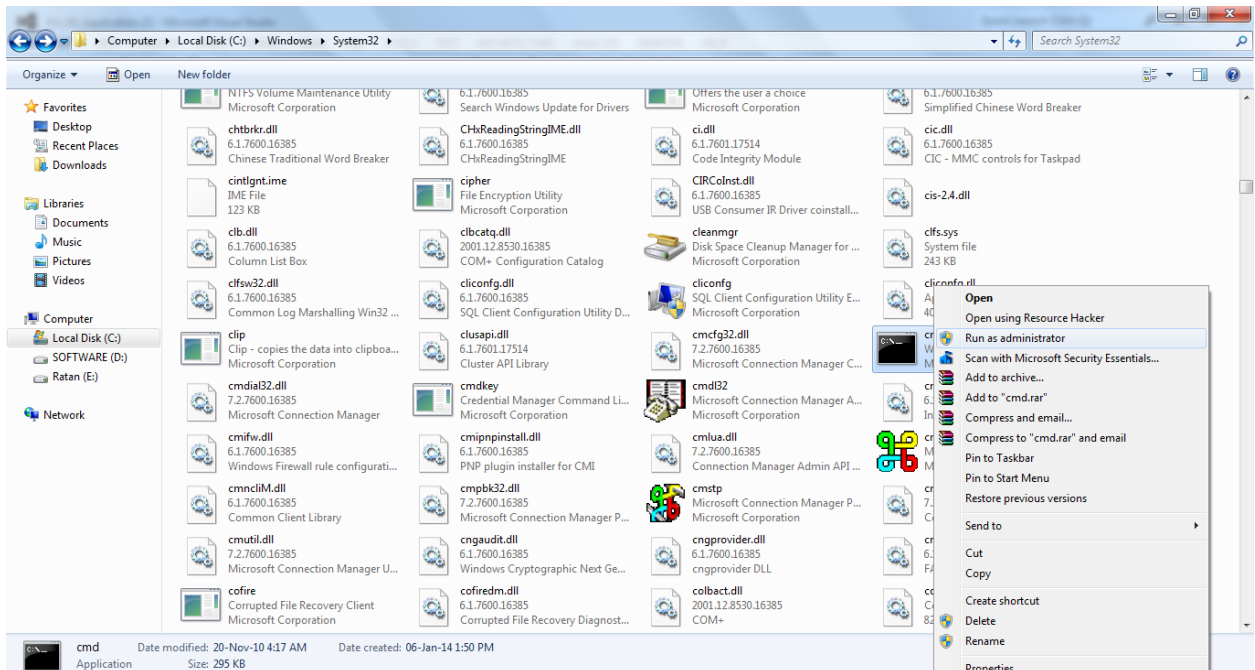 Computer Local Disk (C:) Windows System32
Search System32
Organize Open New folder
Favorites
Desktop
Recent Places
Downloads
Libraries
Documents
Music
Pictures
Videos
Computer
Local Disk (C:)
SOFTWARE (D:)
Ratan (E:)
Network
NTFS Volume Maintenance Utility
Microsoft Corporation
6.1.7600.16385
Search Windows Update for Drivers
Offers the user a choice
Microsoft Corporation
6.1.7600.16385
Simplified Chinese Word Breaker
chtbrkr.dll
6.1.7600.16385
Chinese Traditional Word Breaker
CHxReadingStringIME.dll
6.1.7600.16385
CHxReadingStringIME
ci.dll
6.1.7601.17514
Code Integrity Module
cic.dll
6.1.7600.16385
CIC - MMC controls for Taskpad
cintlgnt.ime
IME File
123 KB
cipher
File Encryption Utility
Microsoft Corporation
CIRCoInst.dll
6.1.7600.16385
USB Consumer IR Driver coinstall...
cis-2.4.dll
clb.dll
6.1.7600.16385
Column List Box
clbcatq.dll
2001.12.8530.16385
COM+ Configuration Catalog
cleanmgr
Disk Space Cleanup Manager for ...
Microsoft Corporation
clfs.sys
System file
243 KB
clfsw32.dll
6.1.7600.16385
Common Log Marshalling Win32 ...
cliconfg.dll
6.1.7600.16385
SQL Client Configuration Utility D...
cliconfg
SQL Client Configuration Utility E...
Microsoft Corporation
cliconfg.rll
clip
Clip - copies the data into clipboa...
Microsoft Corporation
clusapi.dll
6.1.7601.17514
Cluster API Library
cmcfg32.dll
7.2.7600.16385
Microsoft Connection Manager C...
cmdial32.dll
7.2.7600.16385
Microsoft Connection Manager
cmdkey
Credential Manager Command Li...
Microsoft Corporation
cmdl32
Microsoft Connection Manager A...
Microsoft Corporation
cmifw.dll
6.1.7600.16385
Windows Firewall rule configurati...
cmipnpinstall.dll
6.1.7600.16385
PNP plugin installer for CMI
cmlua.dll
7.2.7600.16385
Connection Manager Admin API ...
cmncliM.dll
6.1.7600.16385
Common Client Library
cmpbk32.dll
7.2.7600.16385
Microsoft Connection Manager P...
cmstp
Microsoft Connection Manager P...
Microsoft Corporation
cmutil.dll
7.2.7600.16385
Microsoft Connection Manager U...
cngaudit.dll
6.1.7600.16385
Windows Cryptographic Next Ge...
cngprovider.dll
6.1.7600.16385
cngprovider DLL
cofire
Corrupted File Recovery Client
Microsoft Corporation
cofiredm.dll
6.1.7600.16385
Corrupted File Recovery Diagnost...
colbact.dll
2001.12.8530.16385
COM+
Open
Open using Resource Hacker
Run as administrator
Scan with Microsoft Security Essentials...
Add to archive...
Add to "cmd.rar"
Compress and email...
Compress to "cmd.rar" and email
Pin to Taskbar
Pin to Start Menu
Restore previous versions
Send to
Cut
Copy
Create shortcut
Delete
Rename
Properties
cmd Date modified: 20-Nov-10 4:17 AM Date created: 06-Jan-14 1:50 PM
Application Size: 295 KB